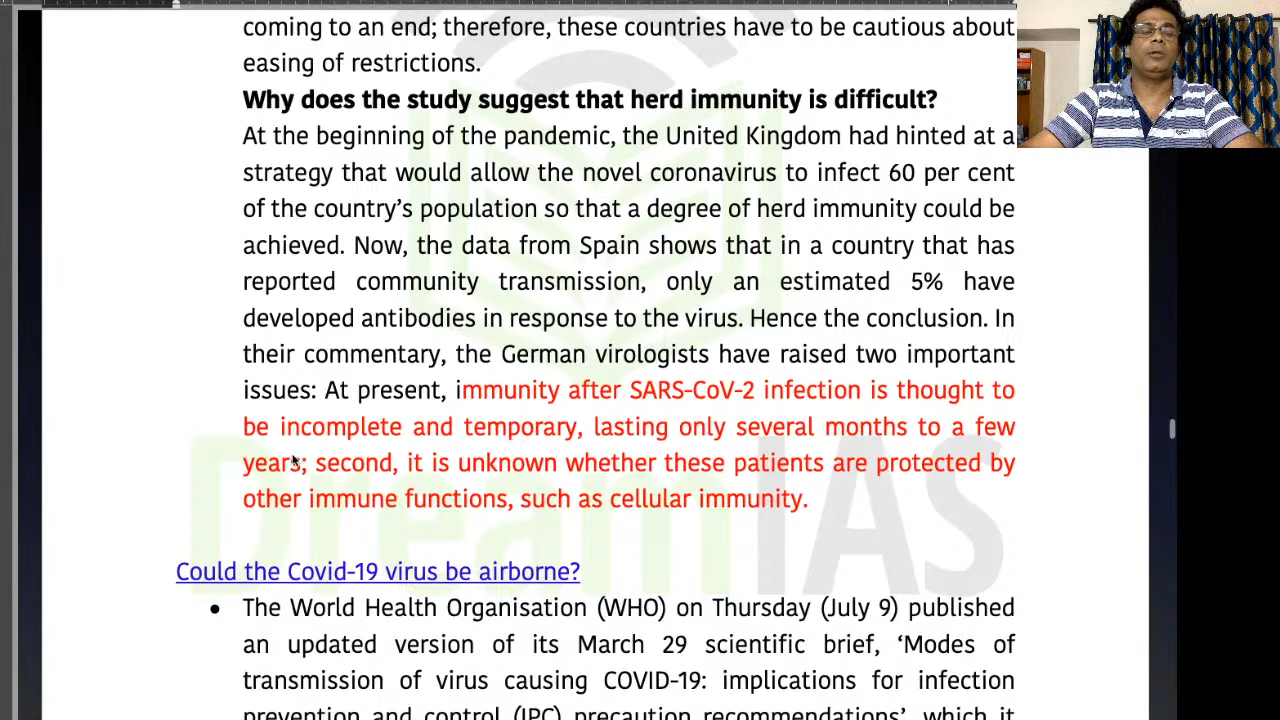 coming to an end; therefore, these countries have to be cautious about
easing of restrictions.
Why does the study suggest that herd immunity is difficult?
At the beginning of the pandemic, the United Kingdom had hinted at a
strategy that would allow the novel coronavirus to infect 60 per cent
of the country's population so that a degree of herd immunity could be
achieved. Now, the data from Spain shows that in a country that has
reported community transmission, only an estimated 5% have
developed antibodies in response to the virus. Hence the conclusion. In
their commentary, the German virologists have raised two important
issues: At present, immunity after SARS-CoV-2 infection is thought to
be incomplete and temporary, lasting only several months to a few
years; second, it is unknown whether these patients are protected by
other immune functions, such as cellular immunity.
DreamIAS
Could the Covid-19 virus be airborne?
• The World Health Organisation (WHO) on Thursday (July 9) published
an updated version of its March 29 scientific brief, ‘Modes of
transmission of virus causing COVID-19: implications for infection
prevention and control (IPC) precaution recommendations’, which it